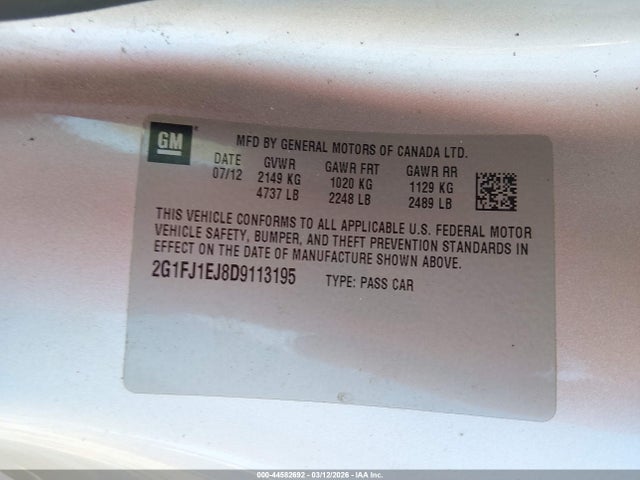 GM
MFD BY GENERAL MOTORS OF CANADA LTD.
DATE GVWR GAWR FRT GAWR RR
07/12 2149 KG 1020 KG 1129 KG
4737 LB 2248 LB 2489 LB
THIS VEHICLE CONFORMS TO ALL APPLICABLE U.S. FEDERAL MOTOR
VEHICLE SAFETY, BUMPER, AND THEFT PREVENTION STANDARDS IN
EFFECT ON THE DATE OF MANUFACTURE SHOWN ABOVE.
2G1FJ1EJ8D9113195 TYPE: PASS CAR
000-44582692 - 03/12/2026 - IAA Inc.